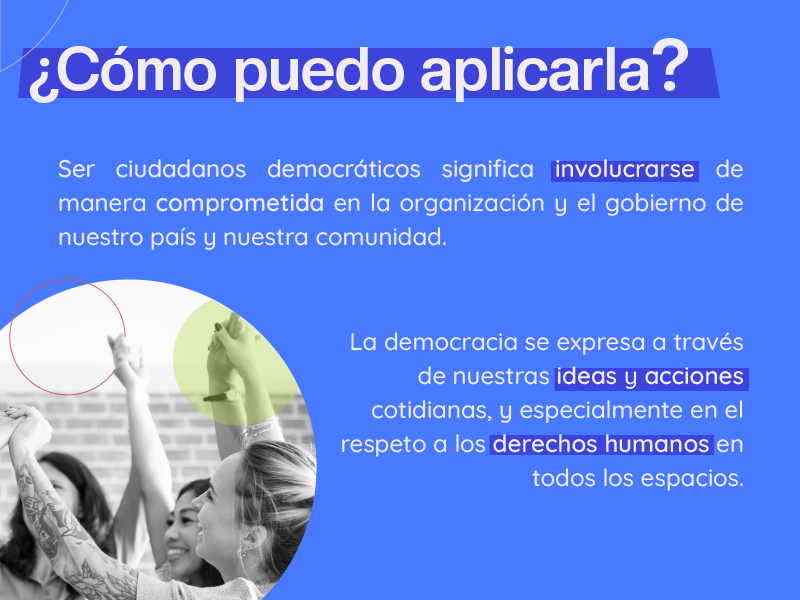 ¿Cómo puedo aplicarla?
Ser ciudadanos democráticos significa involucrarse de
manera comprometida en la organización y el gobierno de
nuestro país y nuestra comunidad.
La democracia se expresa a través
de nuestras ideas y acciones
cotidianas, y especialmente en el
respeto a los derechos humanos en
todos los espacios.